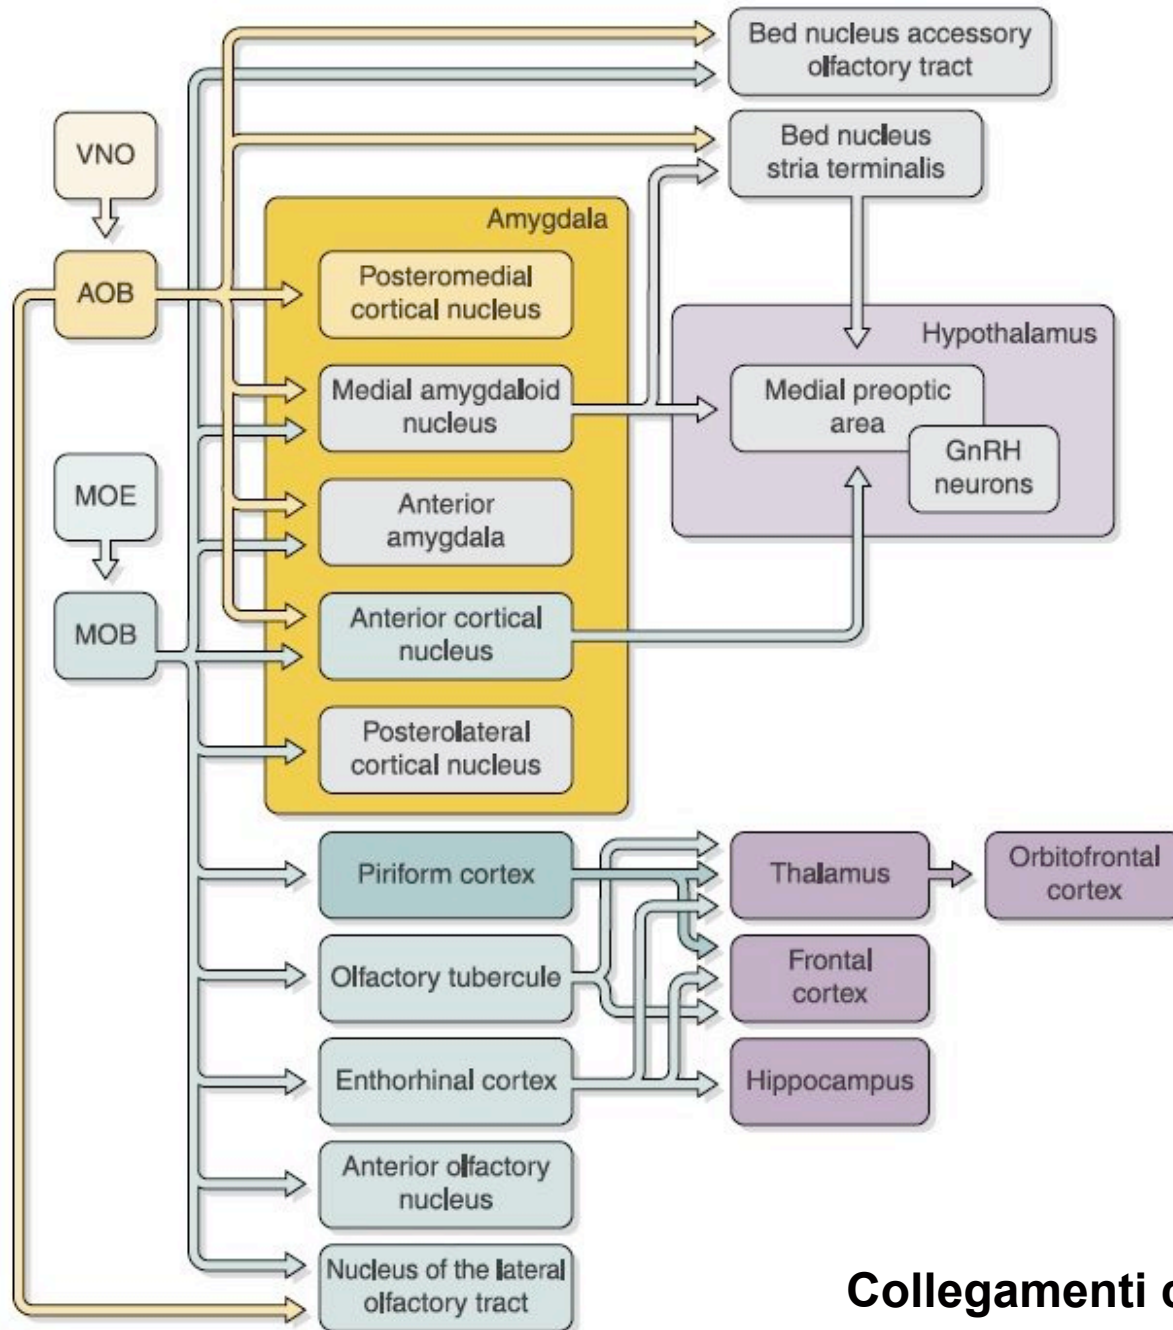 Bed nucleus accessory
olfactory tract
VNO
Bed nucleus
stria terminalis
Amygdala
AOB
Posteromedial
cortical nucleus
Hypothalamus
Medial amygdaloid
nucleus
Medial preoptic
area
GnRH
neurons
MOE
Anterior
amygdala
MOB
Anterior cortical
nucleus
Posterolateral
cortical nucleus
Piriform cortex
Thalamus
Orbitofrontal
cortex
Olfactory tubercule
Frontal
cortex
Enthorhinal cortex
Hippocampus
Anterior olfactory
nucleus
Nucleus of the lateral
olfactory tract
Collegamenti